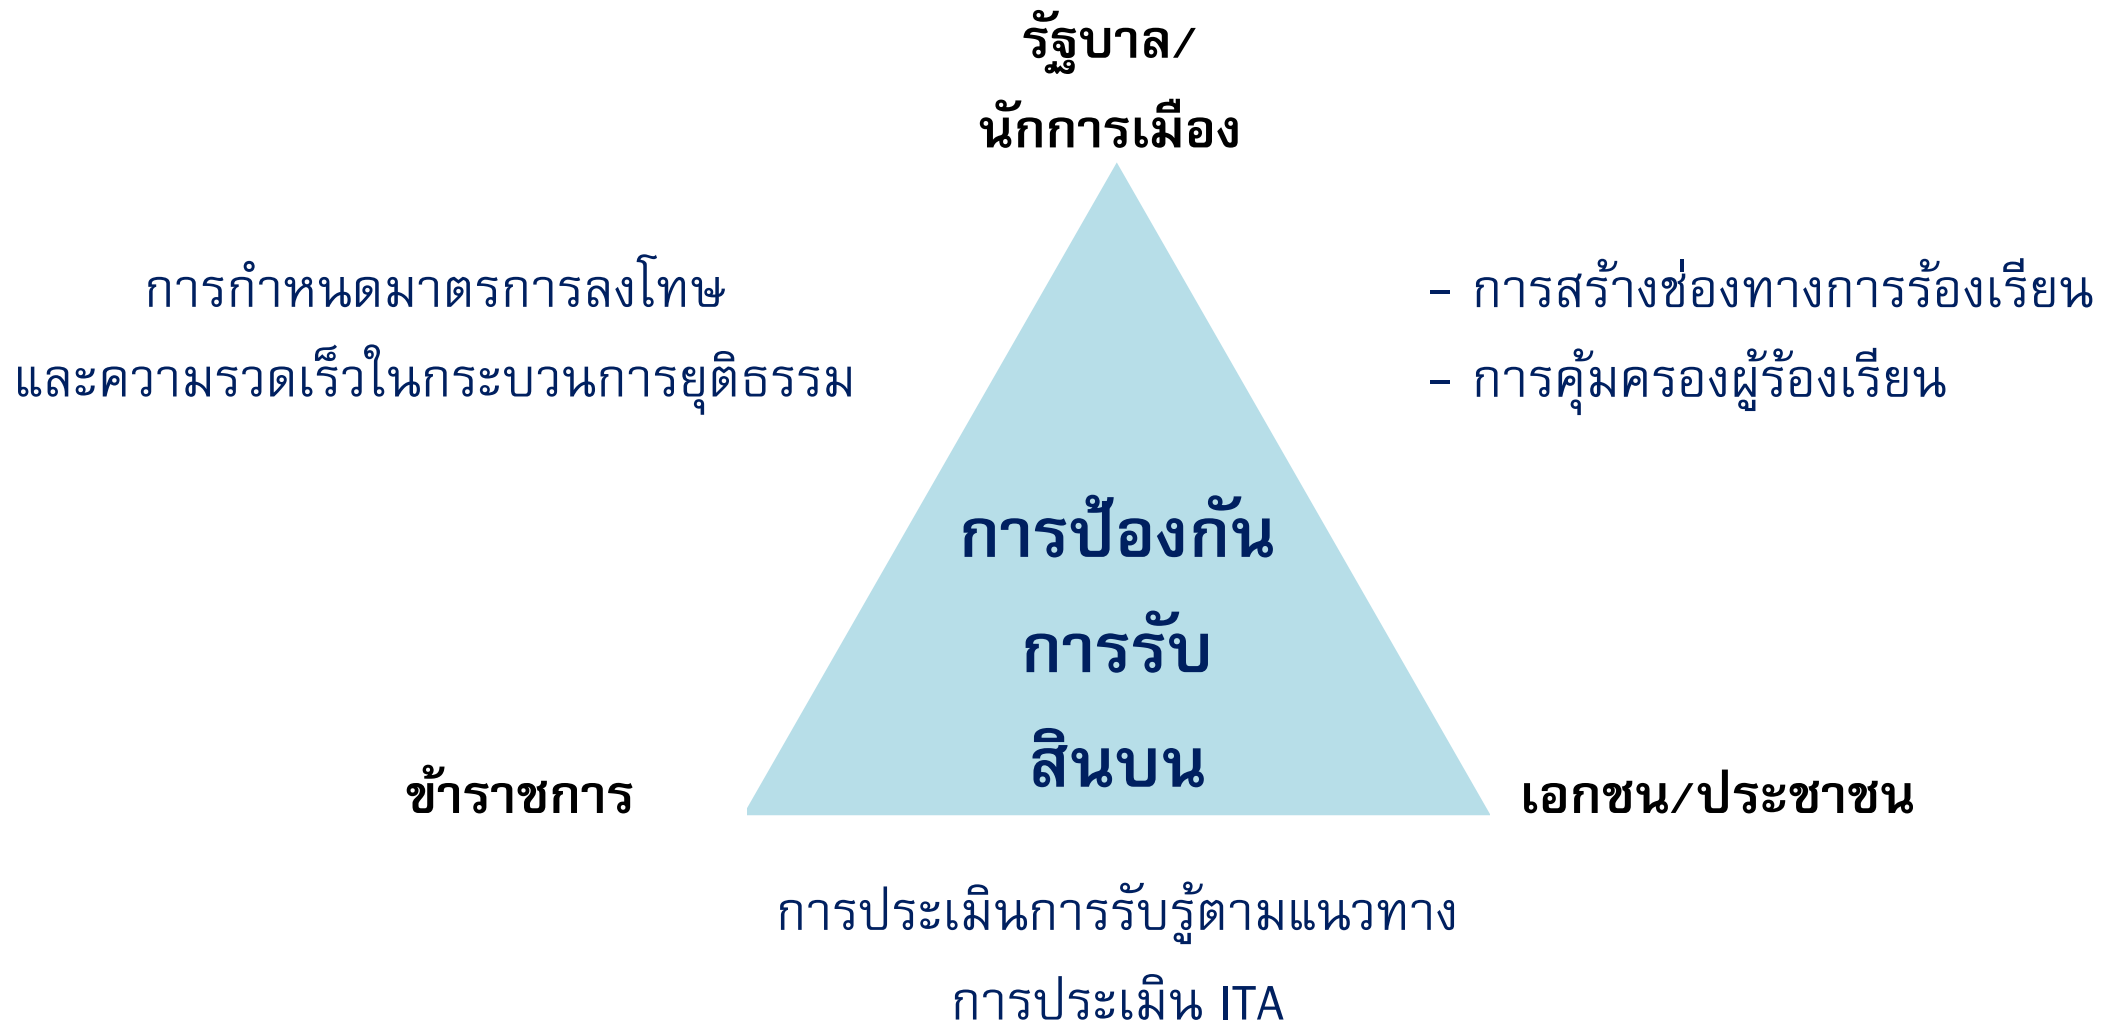 รัฐบาล/
นักการเมือง
การกำหนดมาตรการลงโทษ
และความรวดเร็วในกระบวนการยุติธรรม
- การสร้างช่องทางการร้องเรียน
- การคุ้มครองผู้ร้องเรียน
การป้องกัน
การรับ
สินบน
ข้าราชการ
เอกชน/ประชาชน
การประเมินการรับรู้ตามแนวทาง
การประเมิน ITA